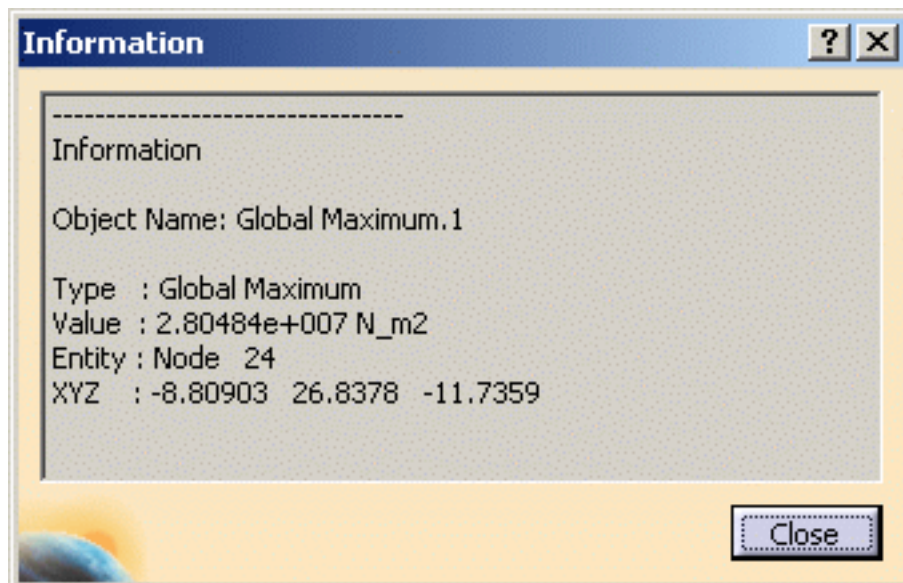 Information
? X
--------------------------------
Information
Object Name: Global Maximum.1
Type : Global Maximum
Value : 2.80484e+007 N_m2
Entity : Node 24
XYZ : -8.80903 26.8378 -11.7359
Close